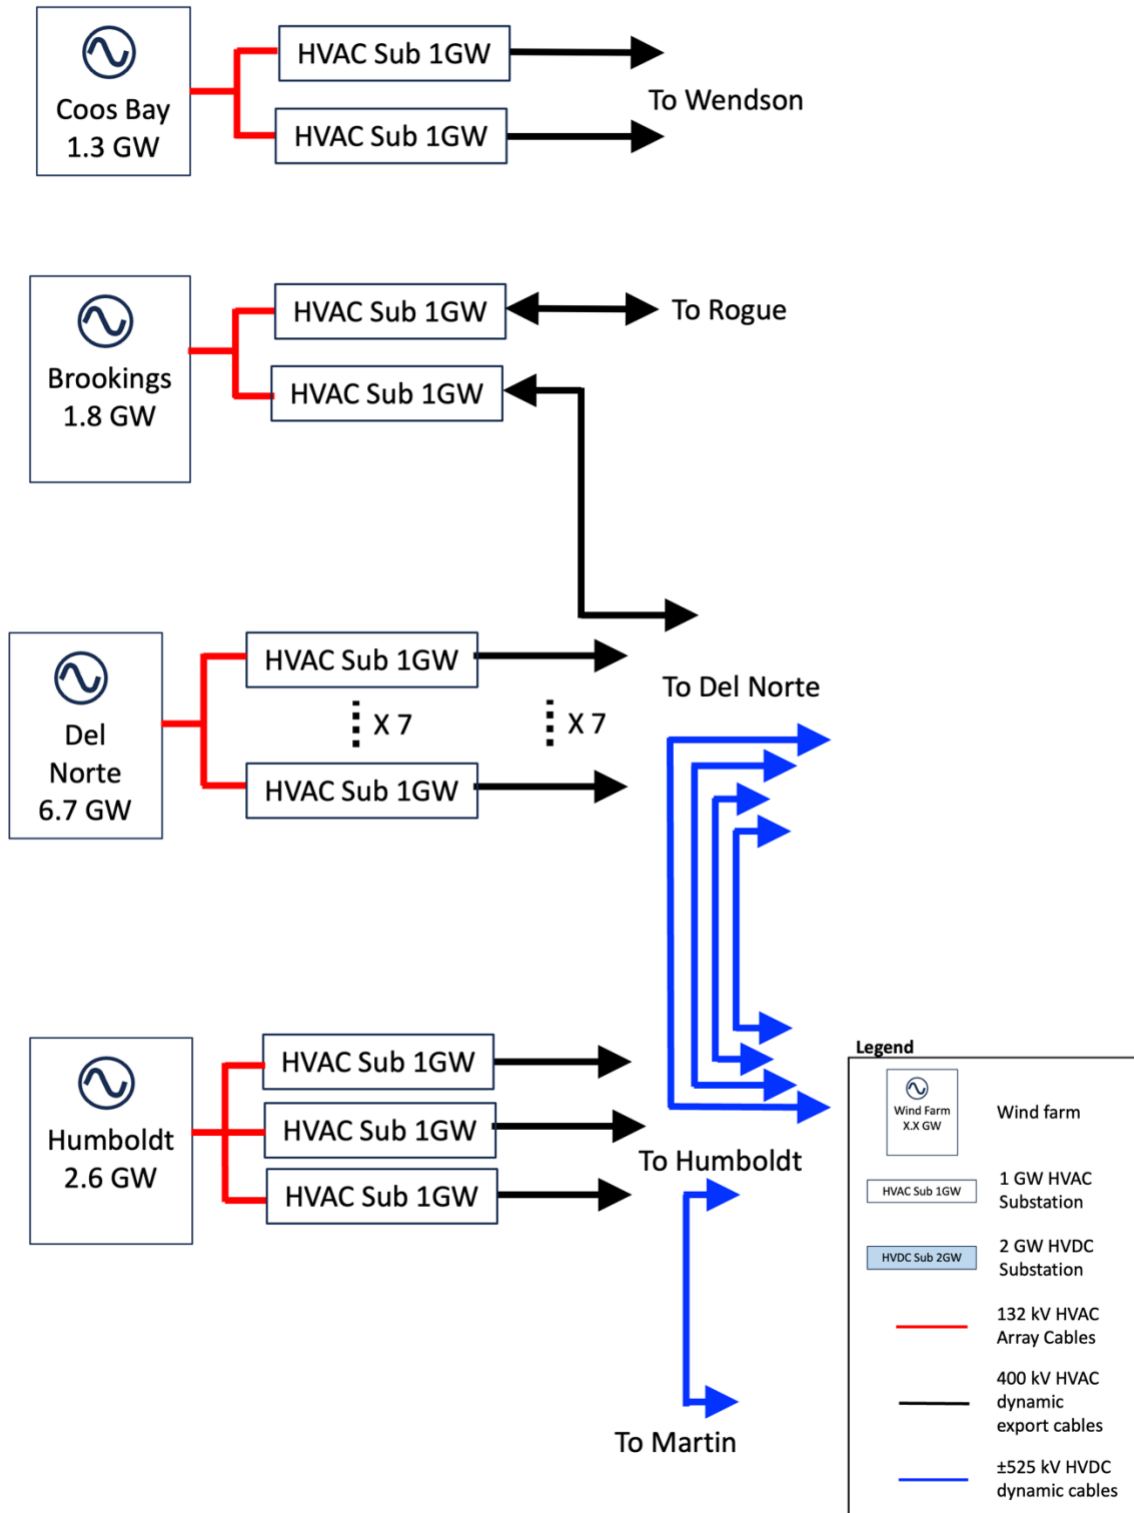 Coos Bay
1.3 GW
HVAC Sub 1GW
HVAC Sub 1GW
To Wendson
Brookings
1.8 GW
HVAC Sub 1GW
HVAC Sub 1GW
To Rogue
Del
Norte
6.7 GW
HVAC Sub 1GW
X 7
X 7
HVAC Sub 1GW
To Del Norte
Humboldt
2.6 GW
HVAC Sub 1GW
HVAC Sub 1GW
HVAC Sub 1GW
To Humboldt
To Martin
Legend
Wind Farm
X.X GW
Wind farm
HVAC Sub 1GW
1 GW HVAC
Substation
HVDC Sub 2GW
2 GW HVDC
Substation
132 kV HVAC
Array Cables
400 kV HVAC
dynamic
export cables
±525 kV HVDC
dynamic cables